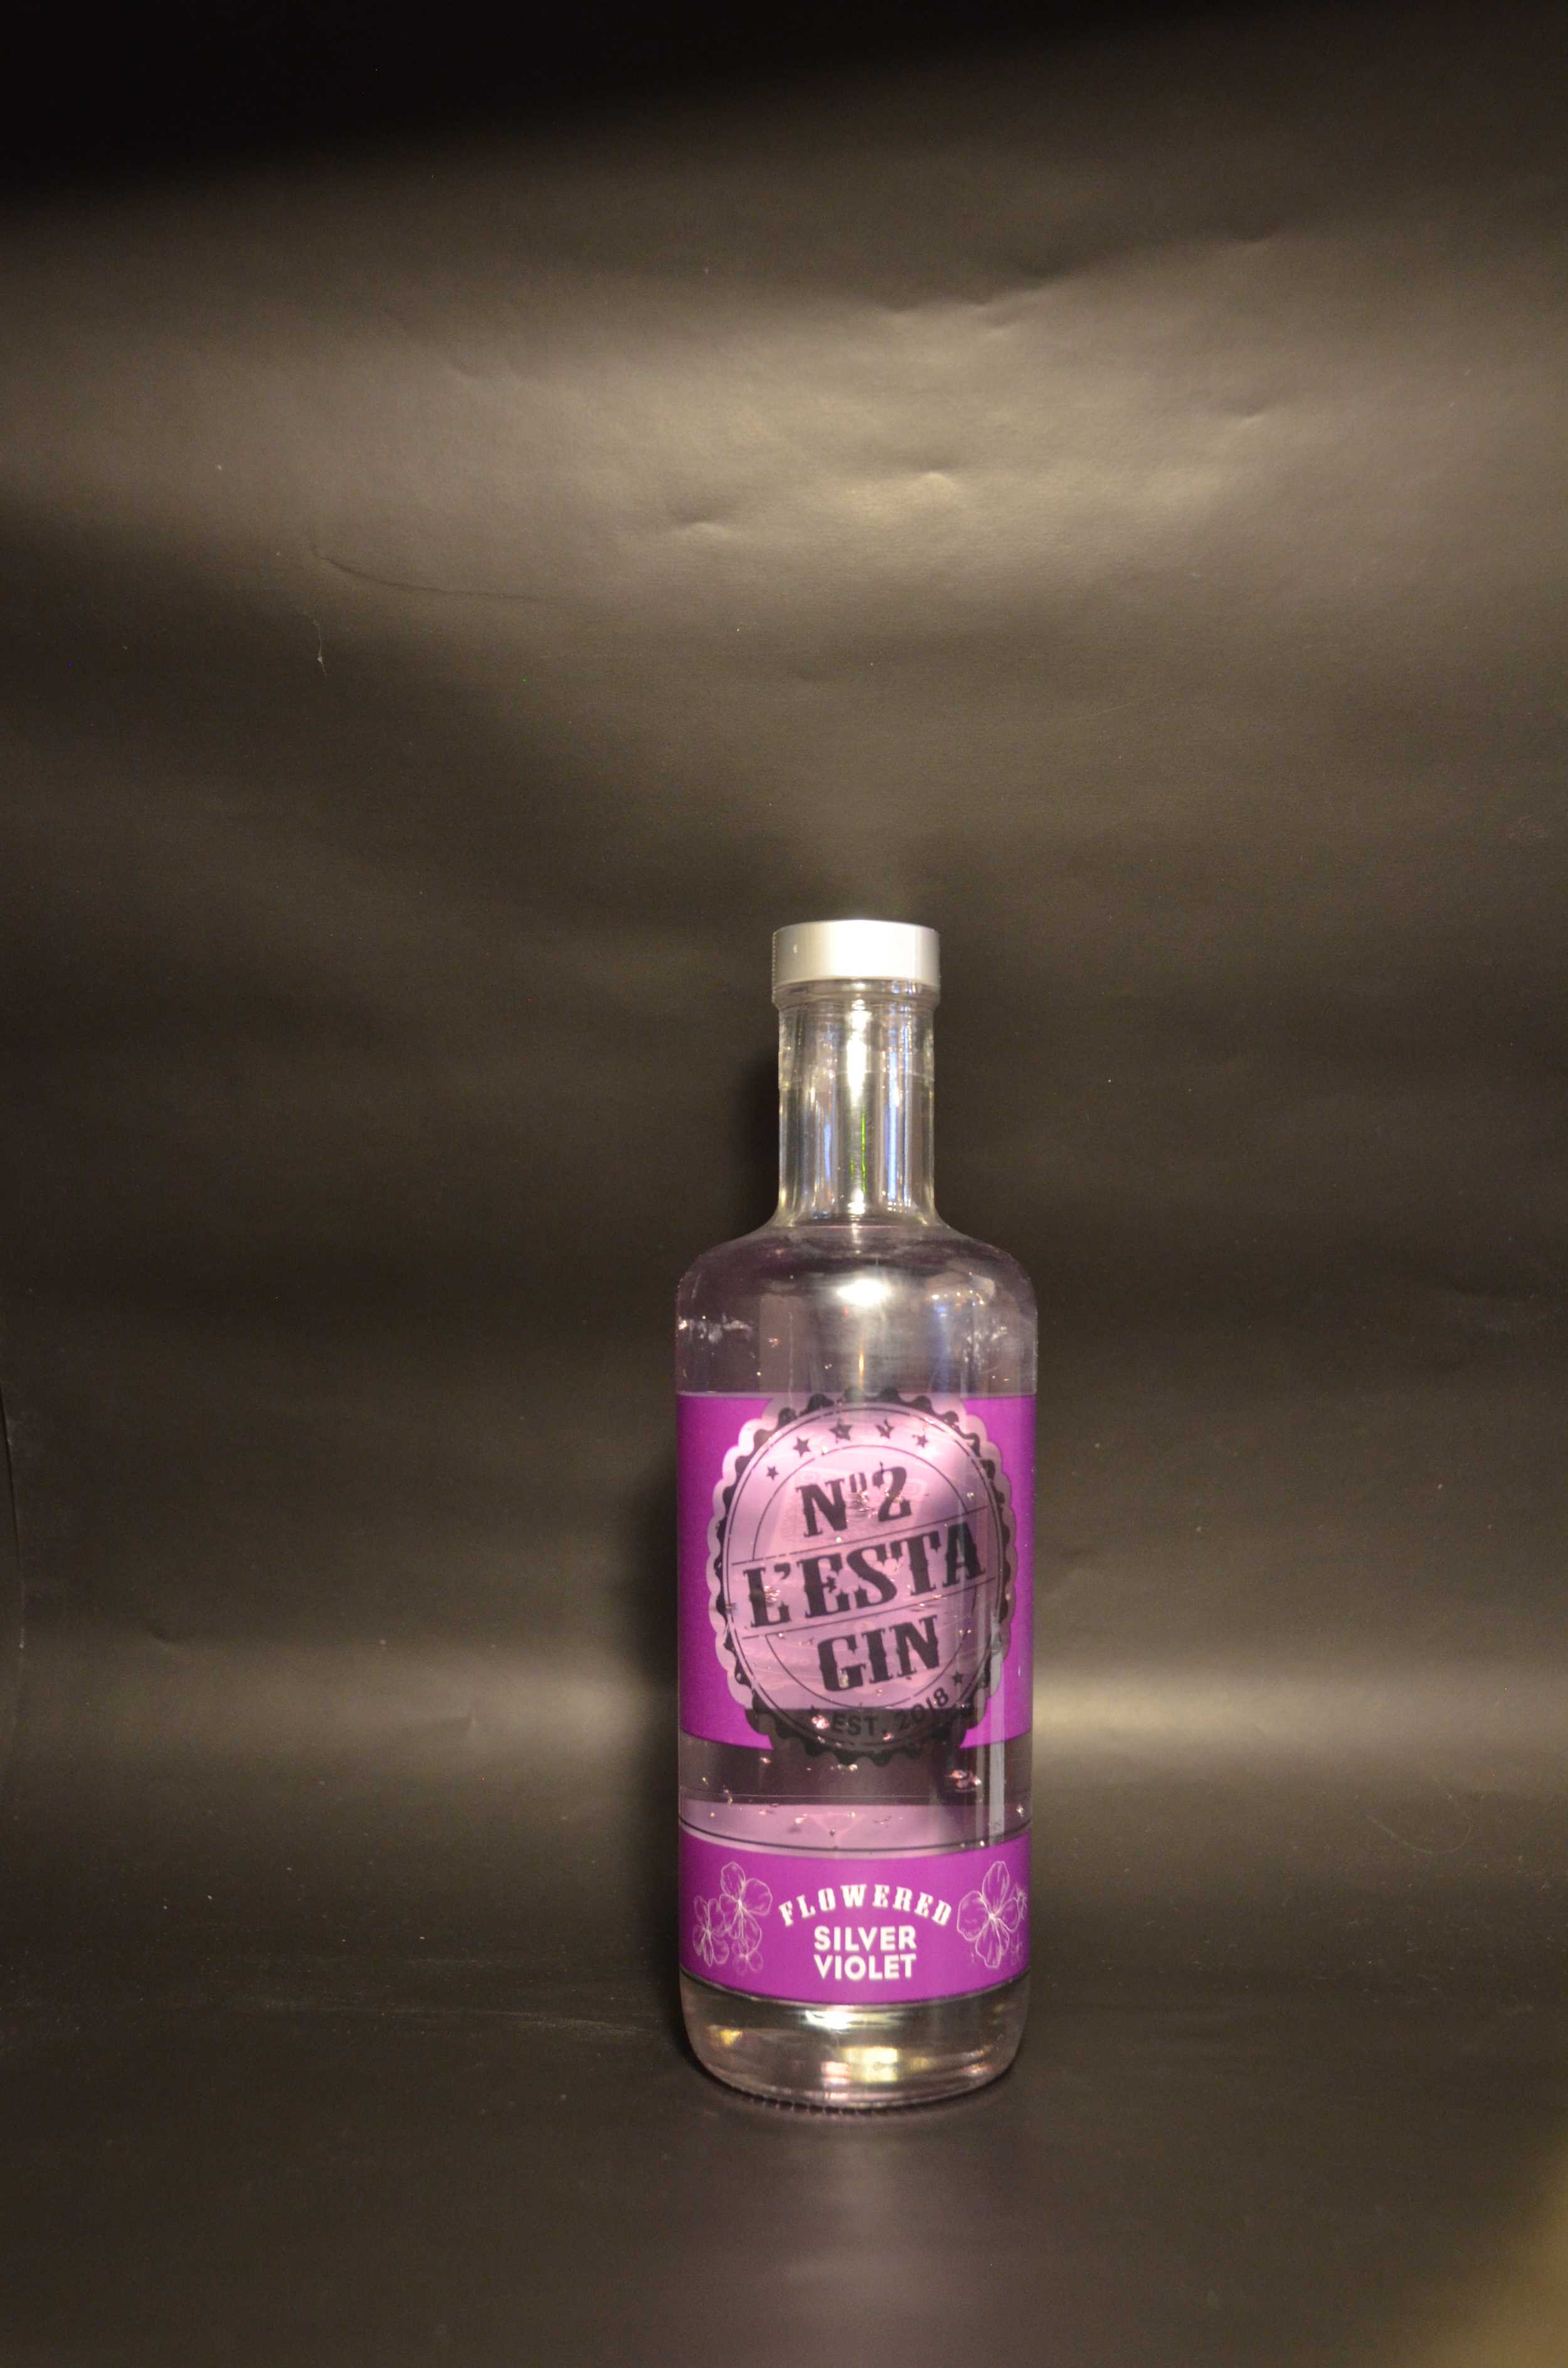 Nº2
L'ESTA
GIN
EST. 2018
FLOWERED
SILVER
VIOLET